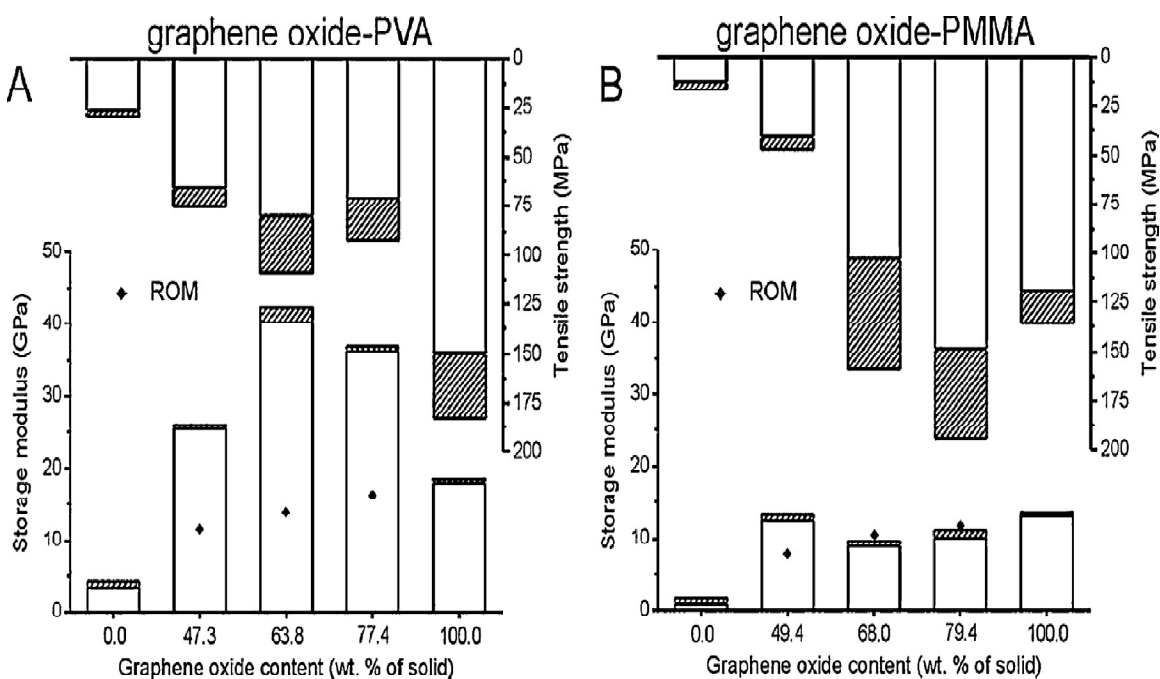 graphene oxide-PVA
A
0
25
50
75
100
125
150
175
200
Tensile strength (MPa)
50
40
30
20
10
0
Storage modulus (GPa)
ROM
0.0 47.3 63.8 77.4 100.0
Graphene oxide content (wt. % of solid)
graphene oxide-PMMA
B
0
25
50
75
100
125
150
175
200
Tensile strength (MPa)
50
40
30
20
10
0
Storage modulus (GPa)
ROM
0.0 49.4 68.0 79.4 100.0
Graphene oxide content (wt. % of solid)